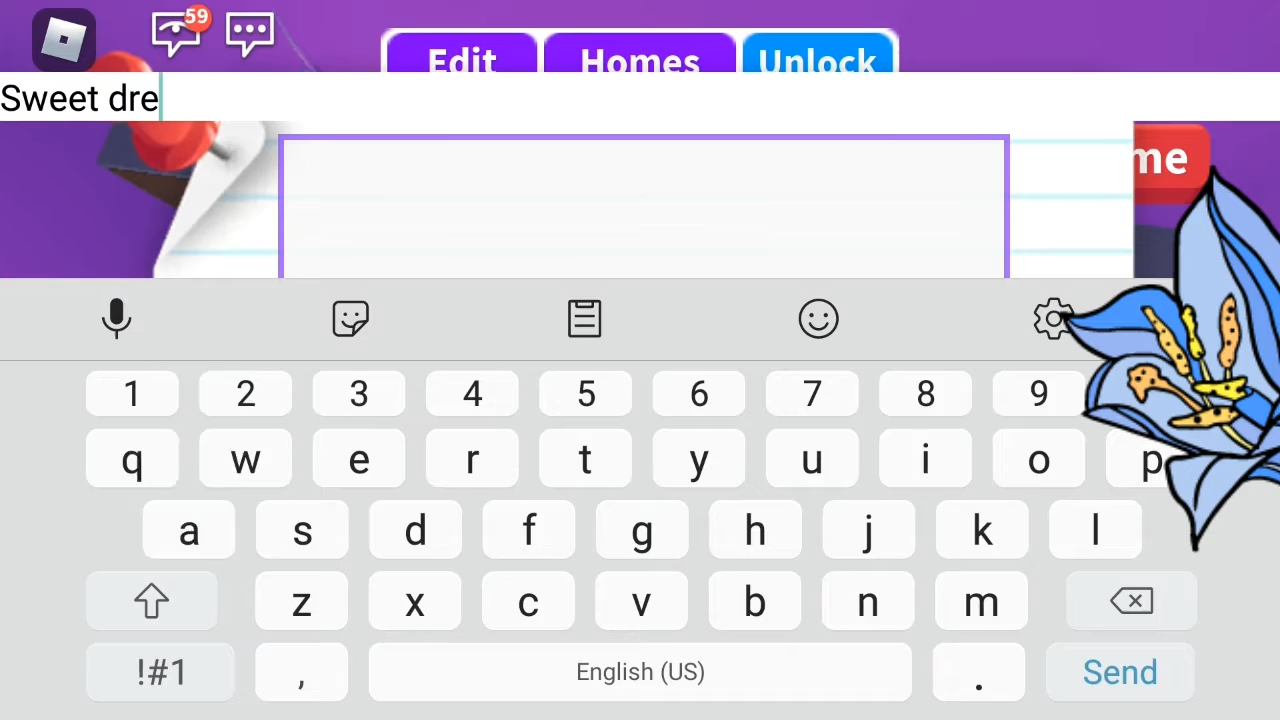 59
Edit Homes Unlock
Sweet dre
me
1 2 3 4 5 6 7 8 9
q w e r t y u i o p
a s d f g h j k l
z x c v b n m
!#1 , English (US) . Send